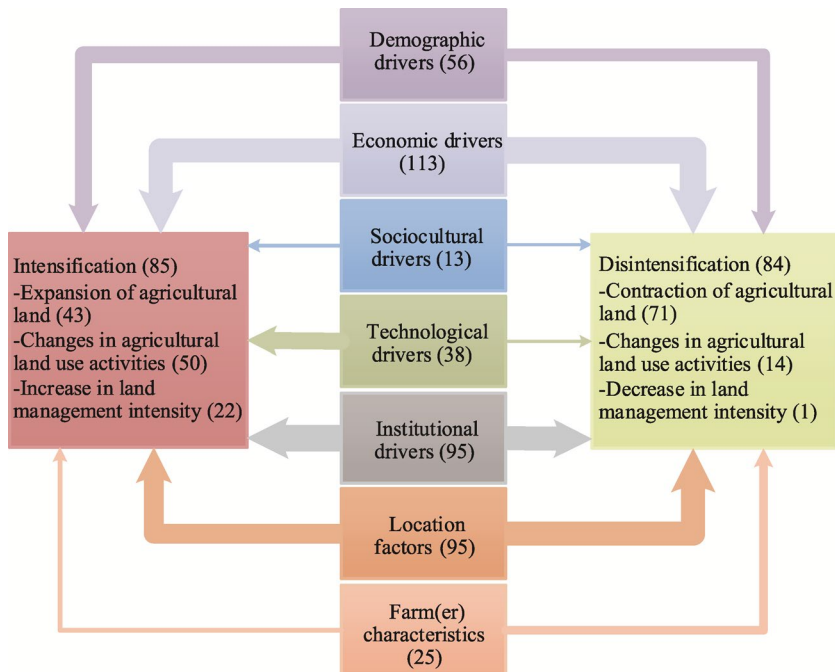 Demographic
drivers (56)
Economic drivers
(113)
Sociocultural
drivers (13)
Technological
drivers (38)
Institutional
drivers (95)
Location
factors (95)
Farm(er)
characteristics
(25)
Intensification (85)
-Expansion of agricultural
land (43)
-Changes in agricultural
land use activities (50)
-Increase in land
management intensity (22)
Disintensification (84)
-Contraction of agricultural
land (71)
-Changes in agricultural
land use activities (14)
-Decrease in land
management intensity (1)